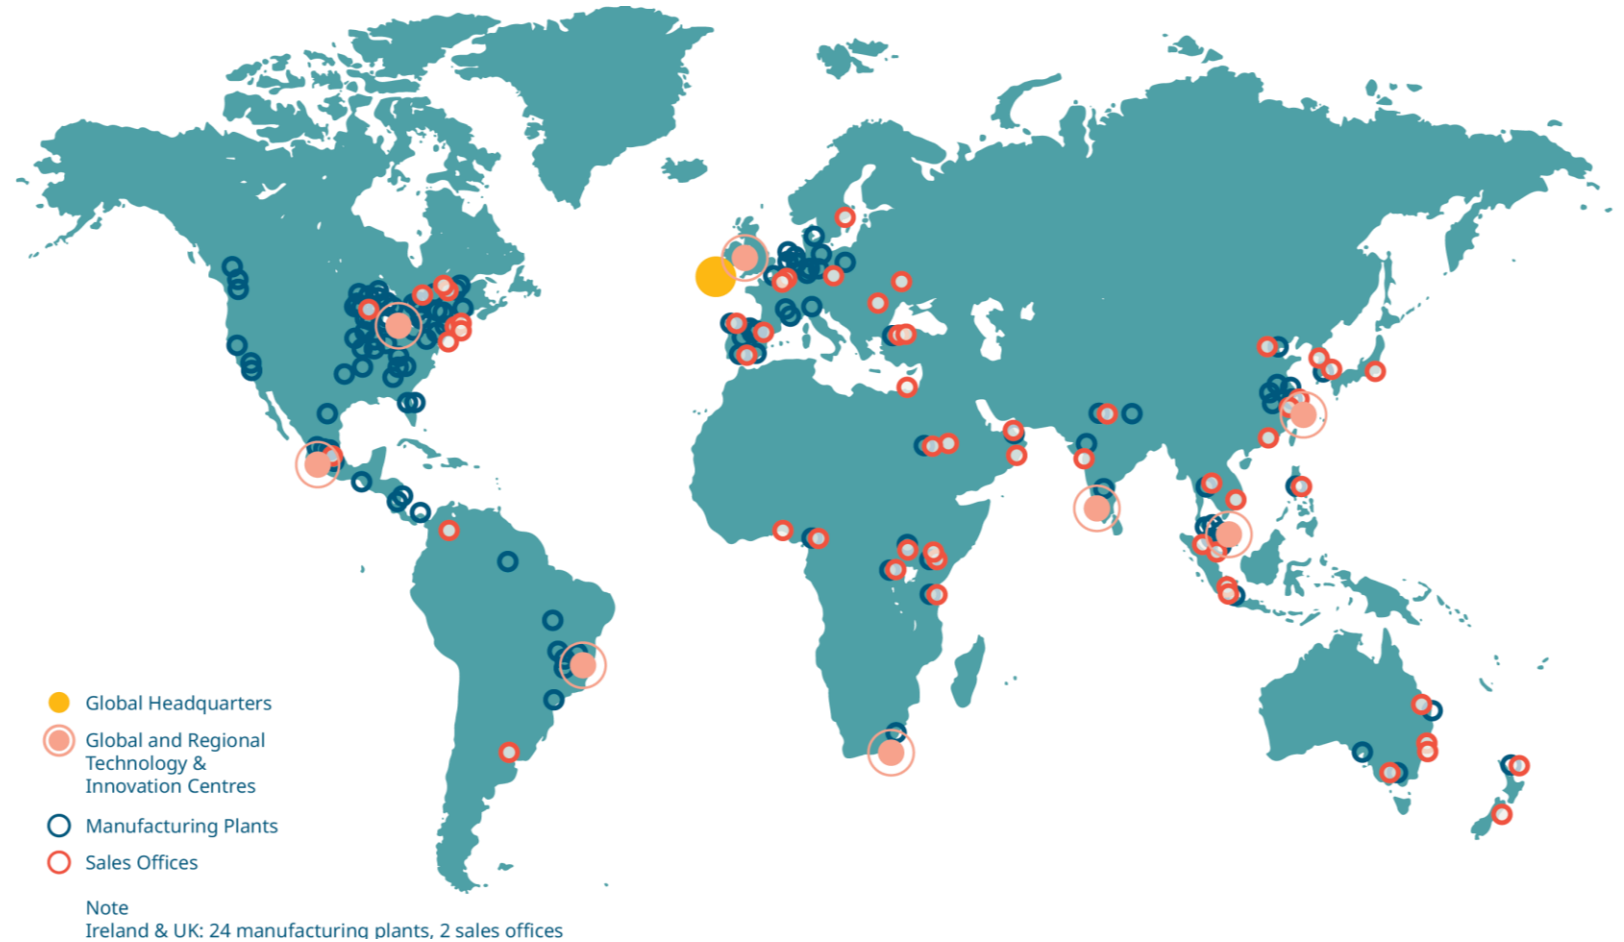 Global Headquarters
Global and Regional
Technology &
Innovation Centres
Manufacturing Plants
Sales Offices
Note
Ireland & UK: 24 manufacturing plants, 2 sales offices